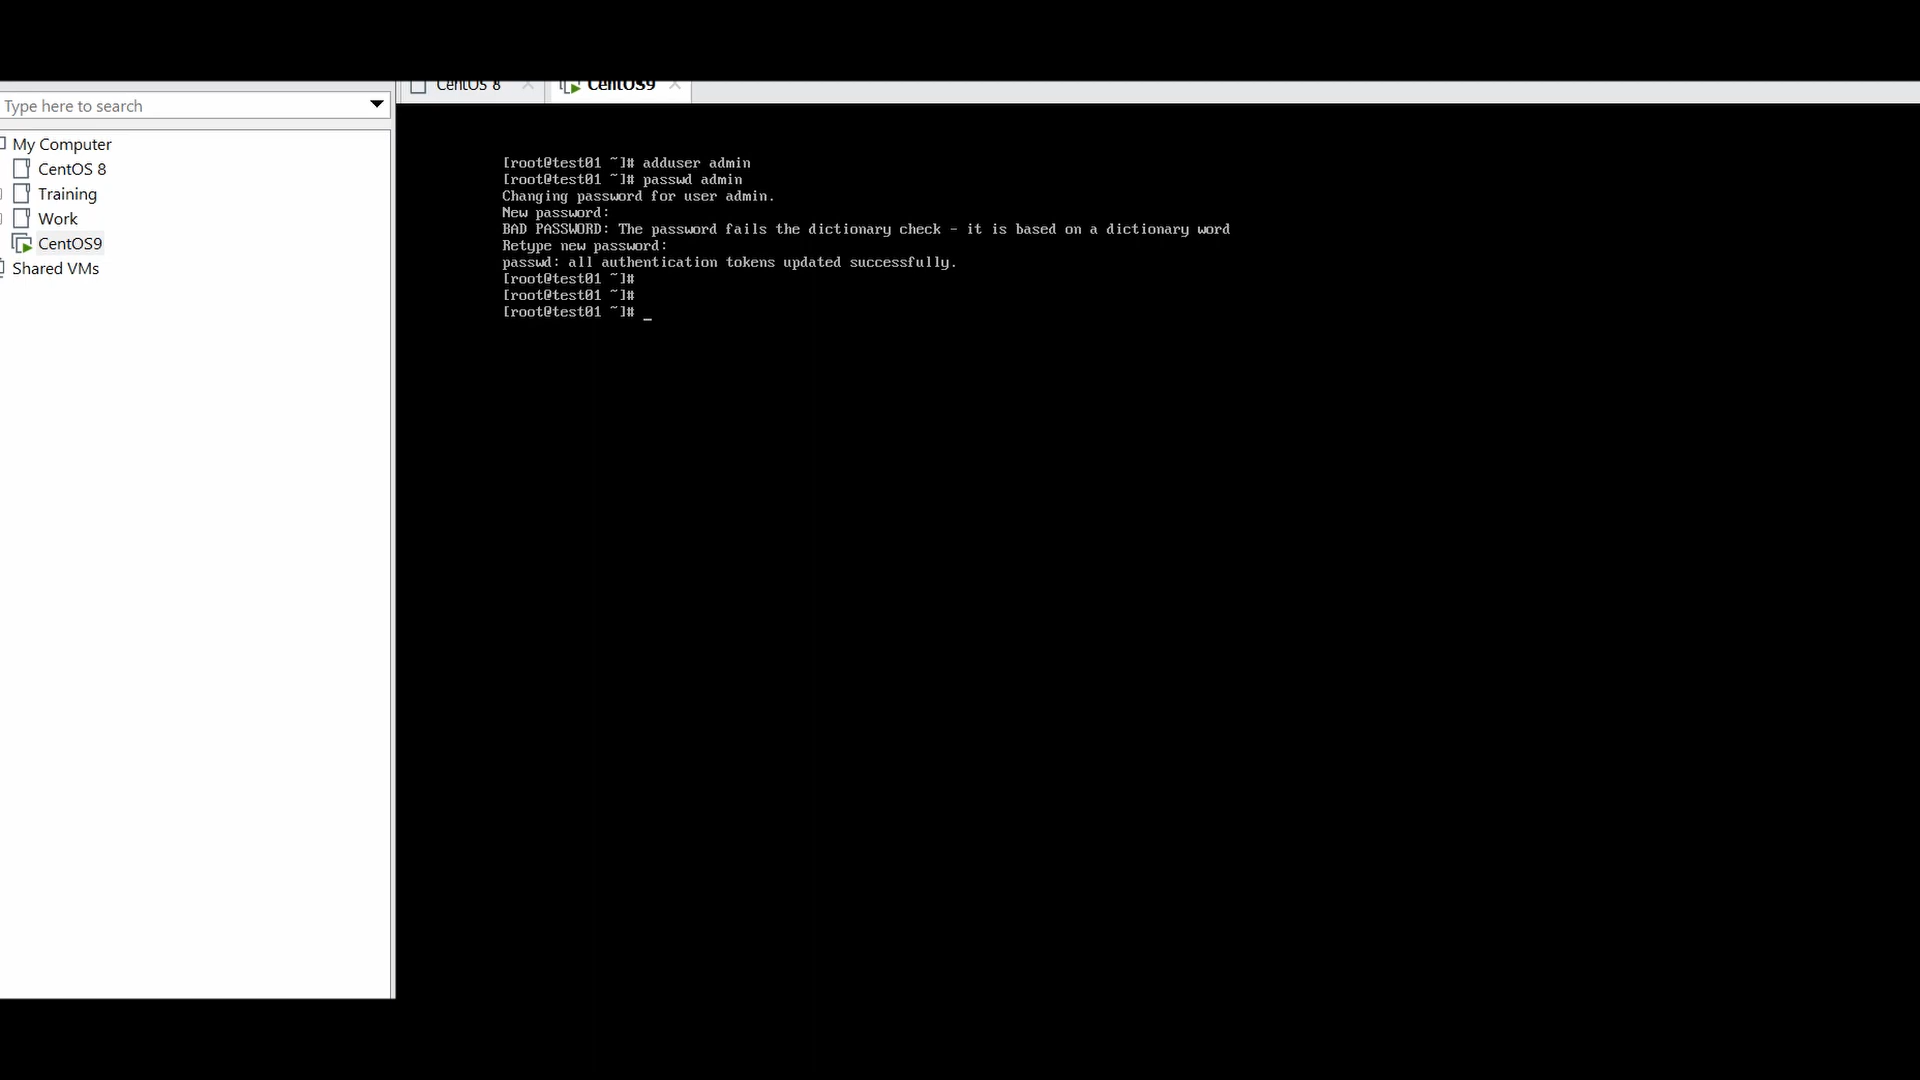 CentOS 8
CentOS9
Type here to search
My Computer
CentOS 8
Training
Work
CentOS9
Shared VMs
[root@test01 ~]# adduser admin
[root@test01 ~]# passwd admin
Changing password for user admin.
New password:
BAD PASSWORD: The password fails the dictionary check - it is based on a dictionary word
Retype new password:
passwd: all authentication tokens updated successfully.
[root@test01 ~]#
[root@test01 ~]#
[root@test01 ~]# _